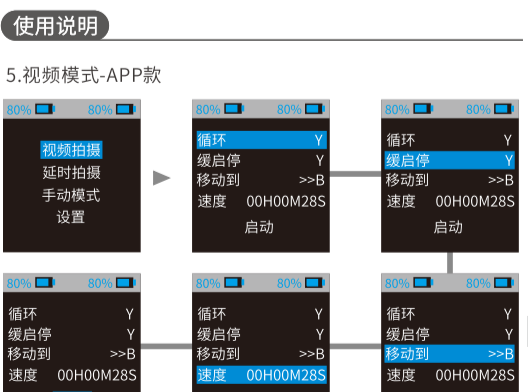 使用说明
5.视频模式-APP款
80% 80%
视频拍摄
延时拍摄
手动模式
设置
80% 80%
循环 Y
缓启停 Y
移动到 >>B
速度 00H00M28S
启动
80% 80%
循环 Y
缓启停 Y
移动到 >>B
速度 00H00M28S
启动
80% 80%
循环 Y
缓启停 Y
移动到 >>B
速度 00H00M28S
80% 80%
循环 Y
缓启停 Y
移动到 >>B
速度 00H00M28S
80% 80%
循环 Y
缓启停 Y
移动到 >>B
速度 00H00M28S